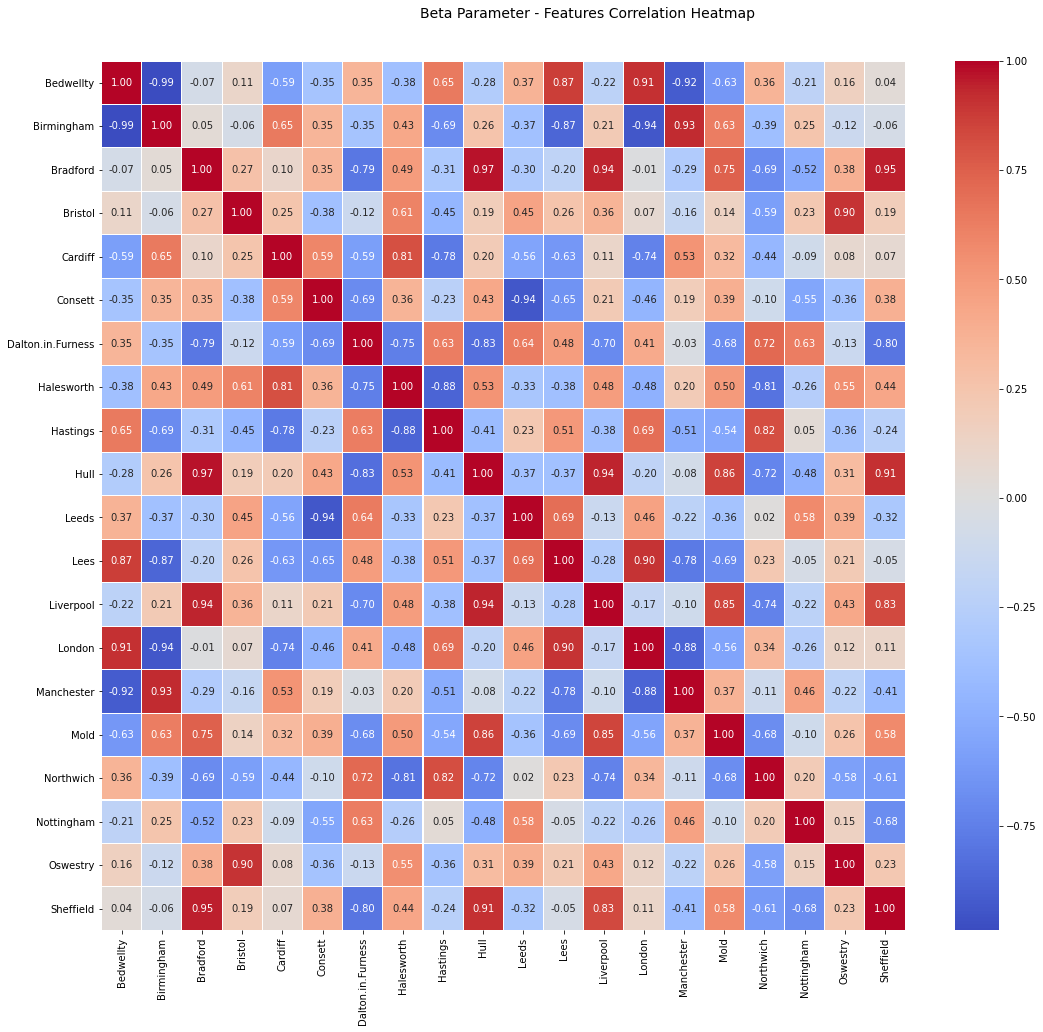 Beta Parameter - Features Correlation Heatmap
Bedwellty 1.00 -0.99 -0.07 0.11 -0.59 -0.35 0.35 -0.38 0.65 -0.28 0.37 0.87 -0.22 0.91 -0.92 -0.63 0.36 -0.21 0.16 0.04
Birmingham -0.99 1.00 0.05 -0.06 0.65 0.35 -0.35 0.43 -0.69 0.26 -0.37 -0.87 0.21 -0.94 0.93 0.63 -0.39 0.25 -0.12 -0.06
Bradford -0.07 0.05 1.00 0.27 0.10 0.35 -0.79 0.49 -0.31 0.97 -0.30 -0.20 0.94 -0.01 -0.29 0.75 -0.69 -0.52 0.38 0.95
Bristol 0.11 -0.06 0.27 1.00 0.25 -0.38 -0.12 0.61 -0.45 0.19 0.45 0.26 0.36 0.07 -0.16 0.14 -0.59 0.23 0.90 0.19
Cardiff -0.59 0.65 0.10 0.25 1.00 0.59 -0.59 0.81 -0.78 0.20 -0.56 -0.63 0.11 -0.74 0.53 0.32 -0.44 -0.09 0.08 0.07
Consett -0.35 0.35 0.35 -0.38 0.59 1.00 -0.69 0.36 -0.23 0.43 -0.94 -0.65 0.21 -0.46 0.19 0.39 -0.10 -0.55 -0.36 0.38
Dalton.in.Furness 0.35 -0.35 -0.79 -0.12 -0.59 -0.69 1.00 -0.75 0.63 -0.83 0.64 0.48 -0.70 0.41 -0.03 -0.68 0.72 0.63 -0.13 -0.80
Halesworth -0.38 0.43 0.49 0.61 0.81 0.36 -0.75 1.00 -0.88 0.53 -0.33 -0.38 0.48 -0.48 0.20 0.50 -0.81 -0.26 0.55 0.44
Hastings 0.65 -0.69 -0.31 -0.45 -0.78 -0.23 0.63 -0.88 1.00 -0.41 0.23 0.51 -0.38 0.69 -0.51 -0.54 0.82 0.05 -0.36 -0.24
Hull -0.28 0.26 0.97 0.19 0.20 0.43 -0.83 0.53 -0.41 1.00 -0.37 -0.37 0.94 -0.20 -0.08 0.86 -0.72 -0.48 0.31 0.91
Leeds 0.37 -0.37 -0.30 0.45 -0.56 -0.94 0.64 -0.33 0.23 -0.37 1.00 0.69 -0.13 0.46 -0.22 -0.36 0.02 0.58 0.39 -0.32
Lees 0.87 -0.87 -0.20 0.26 -0.63 -0.65 0.48 -0.38 0.51 -0.37 0.69 1.00 -0.28 0.90 -0.78 -0.69 0.23 -0.05 0.21 -0.05
Liverpool -0.22 0.21 0.94 0.36 0.11 0.21 -0.70 0.48 -0.38 0.94 -0.13 -0.28 1.00 -0.17 -0.10 0.85 -0.74 -0.22 0.43 0.83
London 0.91 -0.94 -0.01 0.07 -0.74 -0.46 0.41 -0.48 0.69 -0.20 0.46 0.90 -0.17 1.00 -0.88 -0.56 0.34 -0.26 0.12 0.11
Manchester -0.92 0.93 -0.29 -0.16 0.53 0.19 -0.03 0.20 -0.51 -0.08 -0.22 -0.78 -0.10 -0.88 1.00 0.37 -0.11 0.46 -0.22 -0.41
Mold -0.63 0.63 0.75 0.14 0.32 0.39 -0.68 0.50 -0.54 0.86 -0.36 -0.69 0.85 -0.56 0.37 1.00 -0.68 -0.10 0.26 0.58
Northwich 0.36 -0.39 -0.69 -0.59 -0.44 -0.10 0.72 -0.81 0.82 -0.72 0.02 0.23 -0.74 0.34 -0.11 -0.68 1.00 0.20 -0.58 -0.61
Nottingham -0.21 0.25 -0.52 0.23 -0.09 -0.55 0.63 -0.26 0.05 -0.48 0.58 -0.05 -0.22 -0.26 0.46 -0.10 0.20 1.00 0.15 -0.68
Oswestry 0.16 -0.12 0.38 0.90 0.08 -0.36 -0.13 0.55 -0.36 0.31 0.39 0.21 0.43 0.12 -0.22 0.26 -0.58 0.15 1.00 0.23
Sheffield 0.04 -0.06 0.95 0.19 0.07 0.38 -0.80 0.44 -0.24 0.91 -0.32 -0.05 0.83 0.11 -0.41 0.58 -0.61 -0.68 0.23 1.00
Bedwellty
Birmingham
Bradford
Bristol
Cardiff
Consett
Dalton.in.Furness
Halesworth
Hastings
Hull
Leeds
Lees
Liverpool
London
Manchester
Mold
Northwich
Nottingham
Oswestry
Sheffield
1.00
0.75
0.50
0.25
0.00
−0.25
−0.50
−0.75